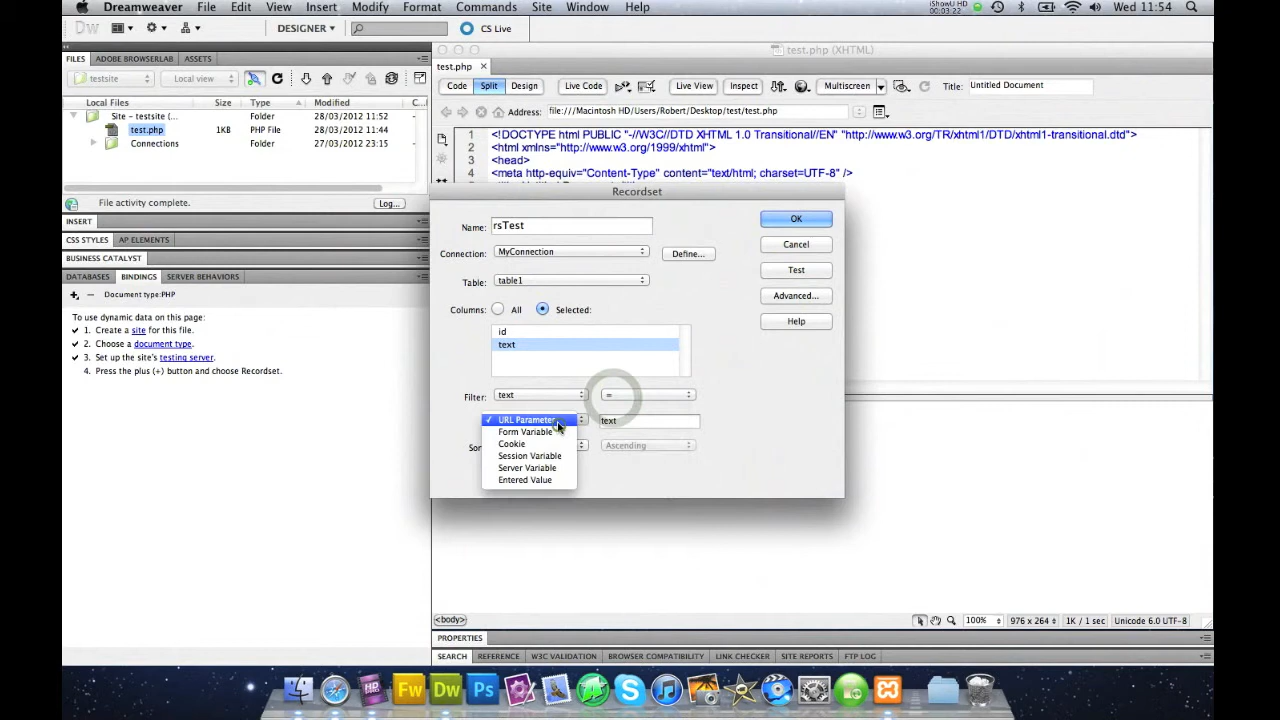 Dreamweaver File Edit View Insert Modify Format Commands Site Window Help iShowU HD 00:03:22 Wed 11:54
Dw DESIGNER CS Live
FILES ADOBE BROWSERLAB ASSETS
testsite Local view
Local Files Size Type Modified C...
Site - testsite (... Folder 28/03/2012 11:52
test.php 1KB PHP File 28/03/2012 11:44
Connections Folder 27/03/2012 23:15
File activity complete. Log...
INSERT
CSS STYLES AP ELEMENTS
BUSINESS CATALYST
DATABASES BINDINGS SERVER BEHAVIORS
Document type:PHP
To use dynamic data on this page:
1. Create a site for this file.
2. Choose a document type.
3. Set up the site's testing server.
4. Press the plus (+) button and choose Recordset.
test.php (XHTML)
test.php
Code Split Design Live Code Live View Inspect Multiscreen Title: Untitled Document
Address: file:///Macintosh HD/Users/Robert/Desktop/test/test.php
1 <!DOCTYPE html PUBLIC "-//W3C//DTD XHTML 1.0 Transitional//EN" "http://www.w3.org/TR/xhtml1/DTD/xhtml1-transitional.dtd">
2 <html xmlns="http://www.w3.org/1999/xhtml">
3 <head>
4 <meta http-equiv="Content-Type" content="text/html; charset=UTF-8" />
Recordset
Name: rsTest OK
Connection: MyConnection Define... Cancel
Table: table1 Test
Columns: All Selected: Advanced...
id Help
text
Filter: text =
URL Parameter text
Form Variable
Cookie
Sor Ascending
Session Variable
Server Variable
Entered Value
<body> 100% 976 x 264 1K / 1 sec Unicode 6.0 UTF-8
PROPERTIES
SEARCH REFERENCE W3C VALIDATION BROWSER COMPATIBILITY LINK CHECKER SITE REPORTS FTP LOG
Fw Dw Ps